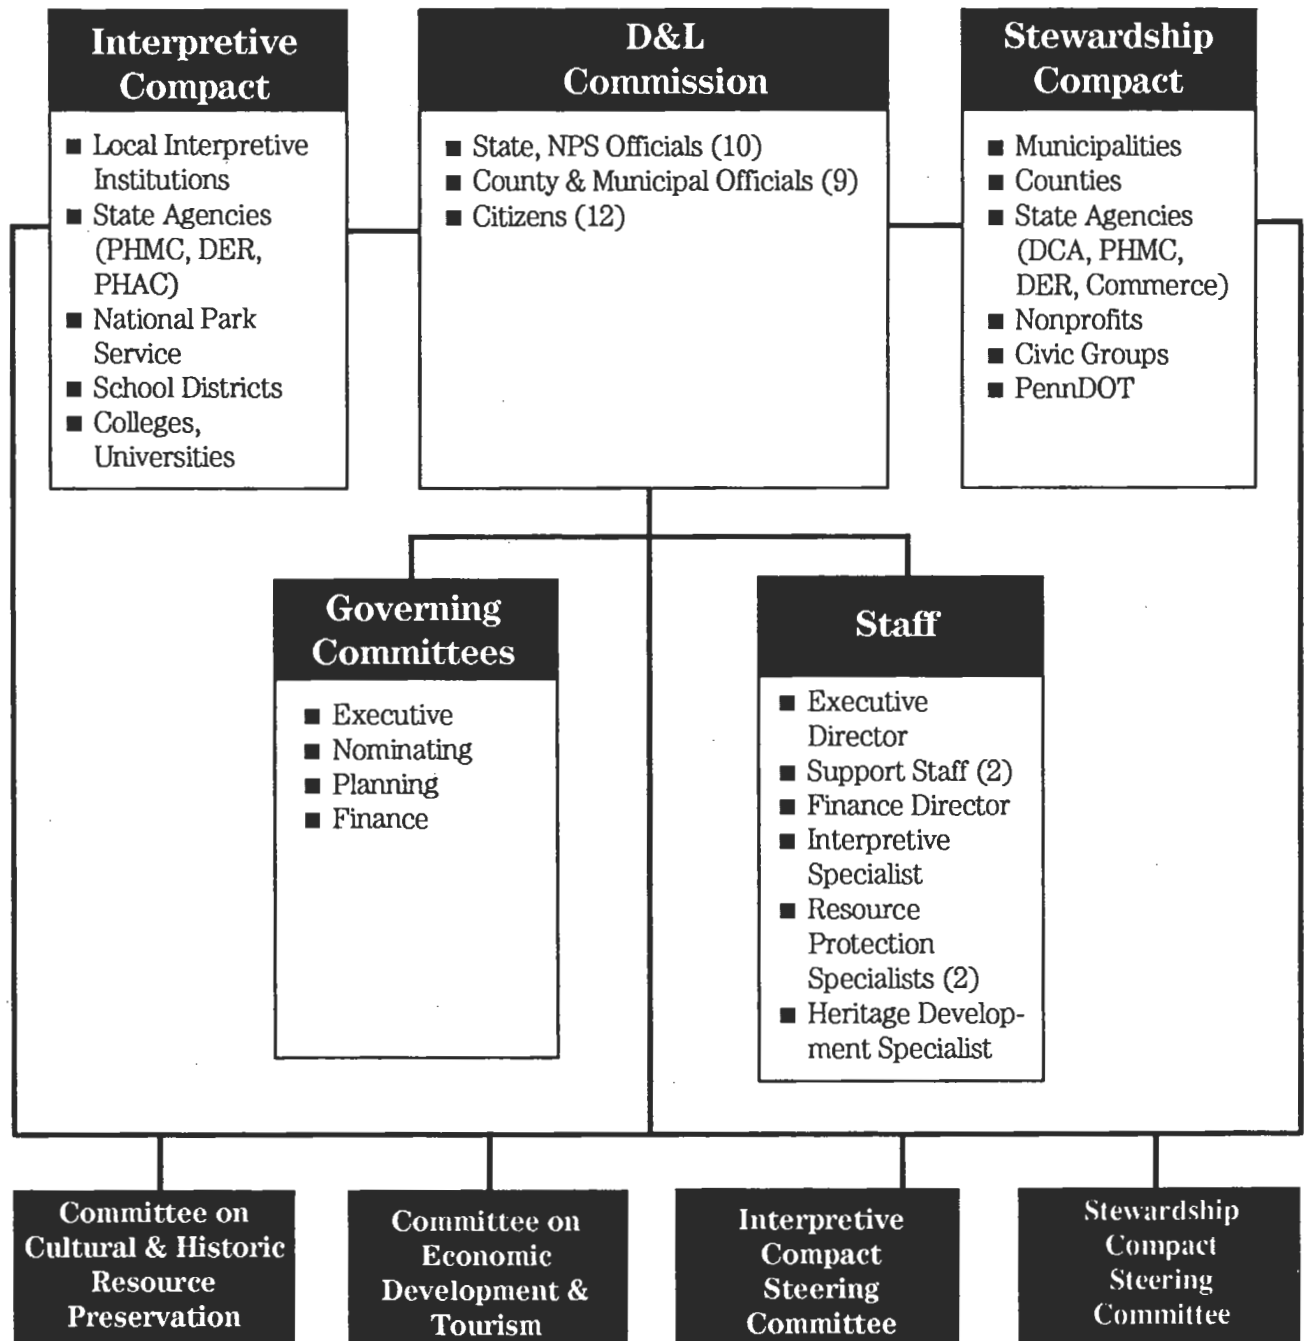 Interpretive
Compact
■ Local Interpretive
Institutions
■ State Agencies
(PHMC, DER,
PHAC)
■ National Park
Service
■ School Districts
■ Colleges,
Universities
D&L
Commission
■ State, NPS Officials (10)
■ County & Municipal Officials (9)
■ Citizens (12)
Stewardship
Compact
■ Municipalities
■ Counties
■ State Agencies
(DCA, PHMC,
DER, Commerce)
■ Nonprofits
■ Civic Groups
■ PennDOT
Governing
Committees
■ Executive
■ Nominating
■ Planning
■ Finance
Staff
■ Executive
Director
■ Support Staff (2)
■ Finance Director
■ Interpretive
Specialist
■ Resource
Protection
Specialists (2)
■ Heritage Develop-
ment Specialist
Committee on
Cultural & Historic
Resource
Preservation
Committee on
Economic
Development &
Tourism
Interpretive
Compact
Steering
Committee
Stewardship
Compact
Steering
Committee